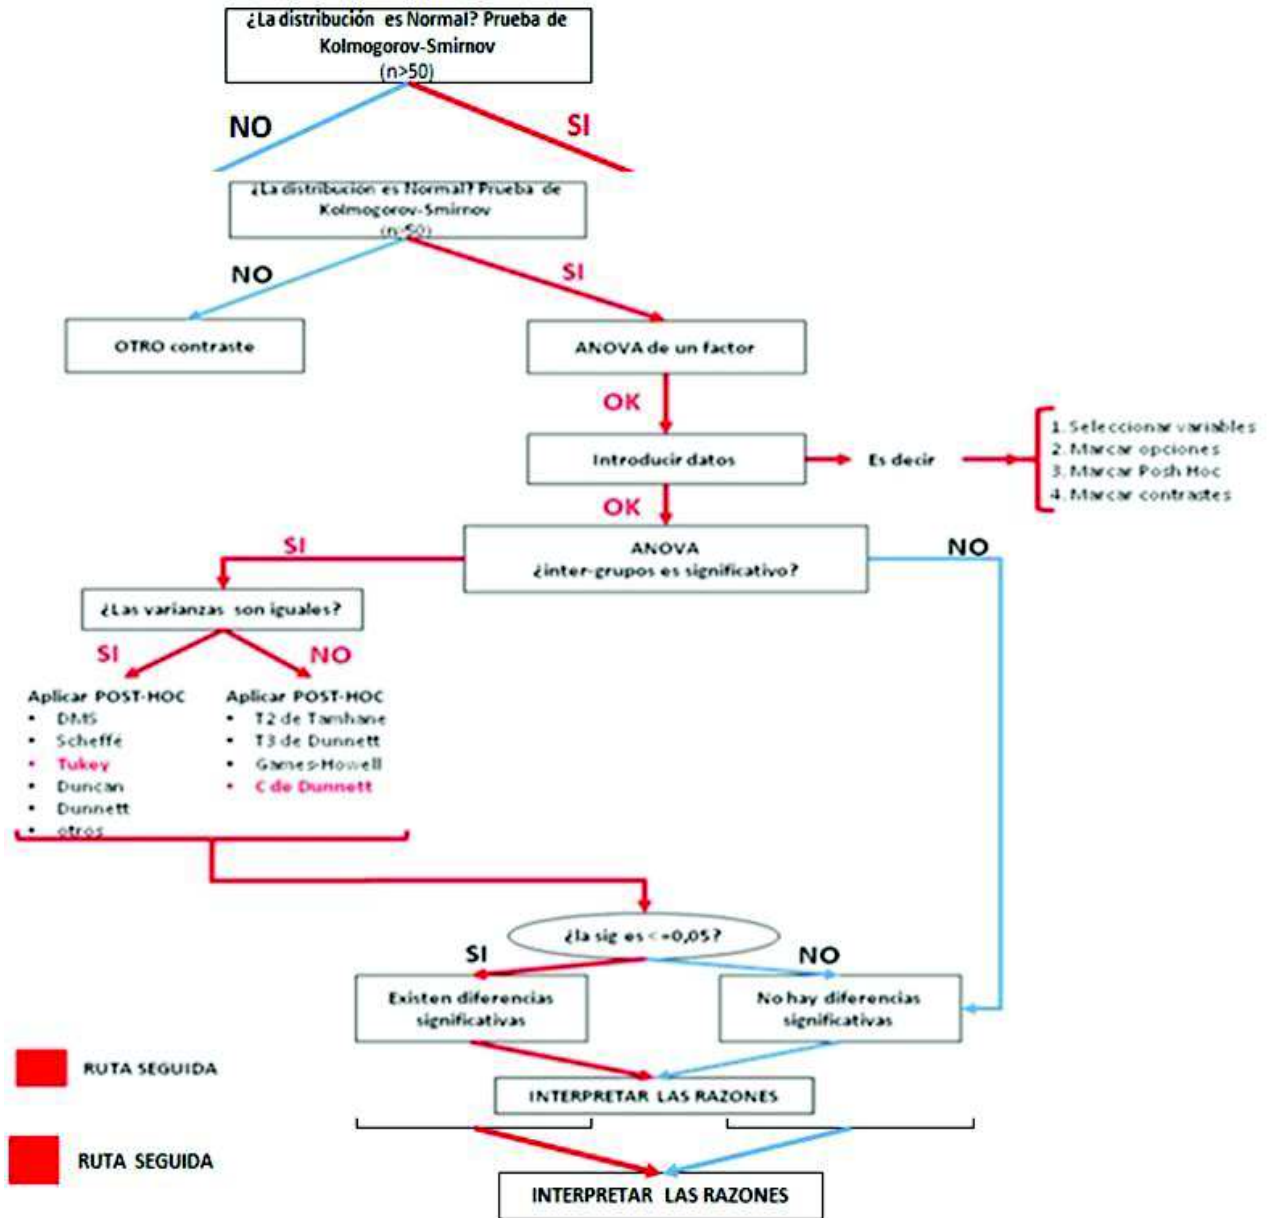 ¿La distribución es Normal? Prueba de
Kolmogorov-Smirnov
(n>50)
NO
SI
¿La distribución es Normal? Prueba de
Kolmogorov-Smirnov
(n>50)
NO
SI
OTRO contraste
ANOVA de un factor
OK
Introducir datos
Es decir
1. Seleccionar variables
2. Marcar opciones
3. Marcar Posh Hoc
4. Marcar contrastes
OK
ANOVA
¿inter-grupos es significativo?
SI
NO
¿Las varianzas son iguales?
SI
NO
Aplicar POST-HOC
• DMS
• Scheffé
• Tukey
• Duncan
• Dunnett
• otros
Aplicar POST-HOC
• T2 de Tamhane
• T3 de Dunnett
• Games-Howell
• C de Dunnett
¿la sig es <=0,05?
SI
NO
Existen diferencias
significativas
No hay diferencias
significativas
RUTA SEGUIDA
INTERPRETAR LAS RAZONES
RUTA SEGUIDA
INTERPRETAR LAS RAZONES